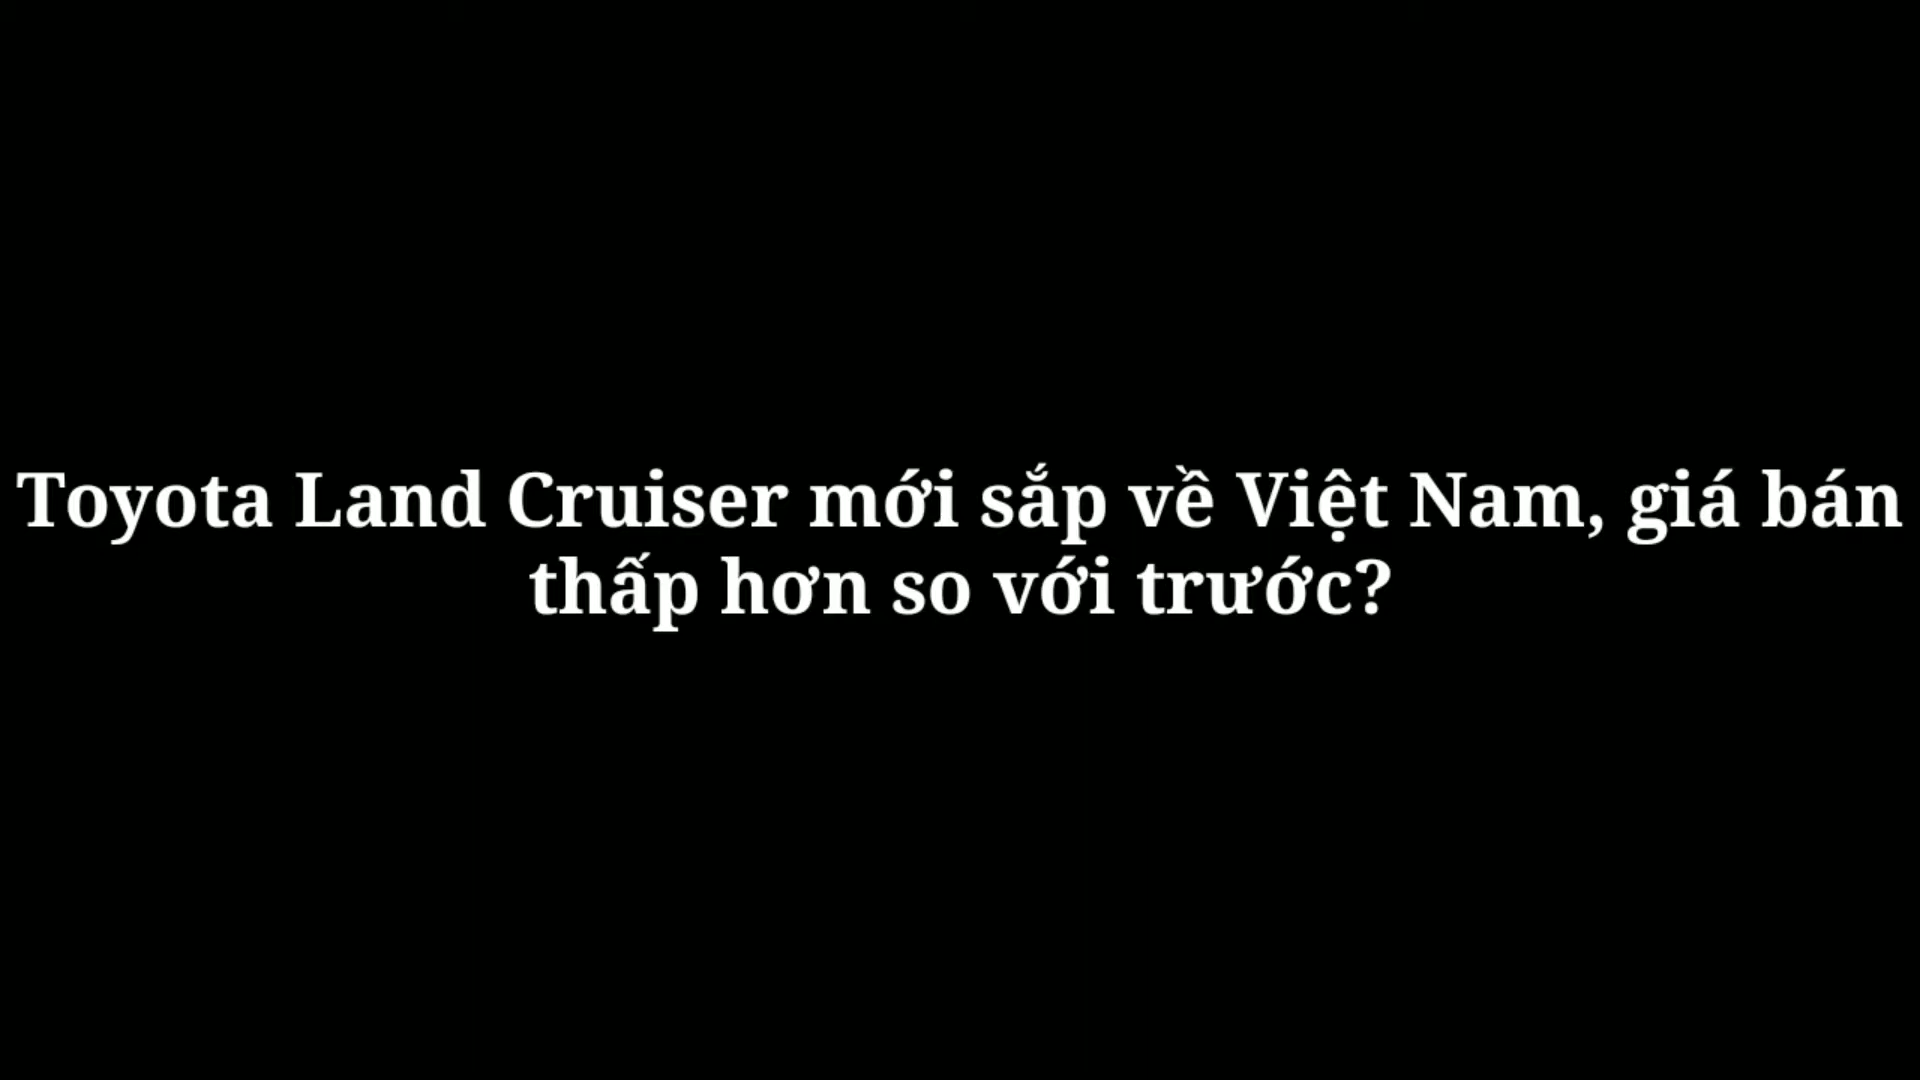 Toyota Land Cruiser mới sắp về Việt Nam, giá bán
thấp hơn so với trước?